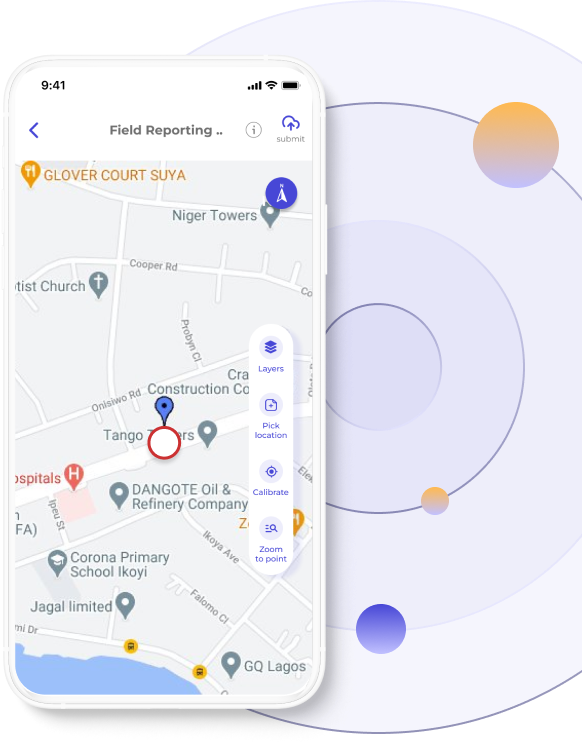 9:41
Field Reporting ..
i
submit
GLOVER COURT SUYA
N
Niger Towers
Cooper Rd
tist Church
Co
Probyn Cl
Layers
Cra
Construction Co
Onisiwo Rd
Pick
location
Tango T
ers
ospitals
H
Calibrate
DANGOTE Oil &
Refinery Company
Ipeu St
FA)
Ikoya Ave
Zoom
to point
Corona Primary
School Ikoyi
Jagal limited
Falomo Cl
mi Dr
GQ Lagos